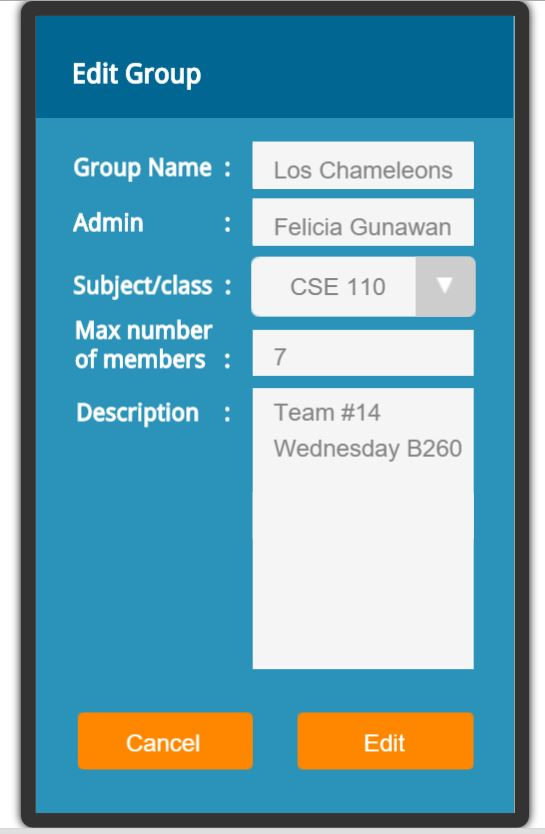 Edit Group
Group Name : Los Chameleons
Admin : Felicia Gunawan
Subject/class : CSE 110 ▼
Max number
of members : 7
Description : Team #14
Wednesday B260
Cancel Edit